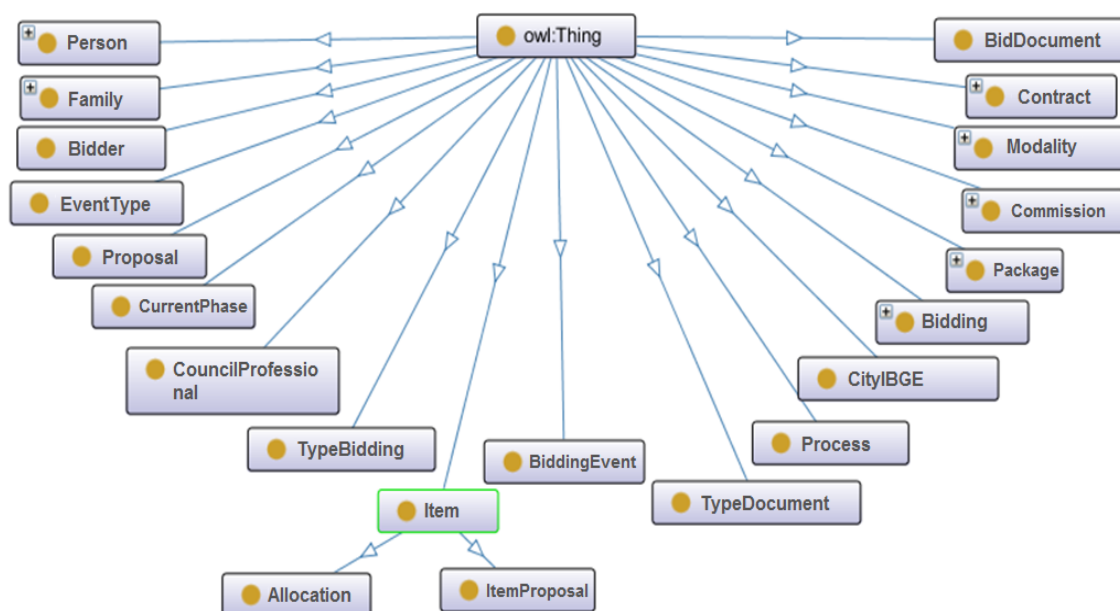 owl:Thing
Person
BidDocument
Family
Contract
Bidder
Modality
EventType
Commission
Proposal
Package
CurrentPhase
Bidding
CouncilProfessio
nal
CityIBGE
TypeBidding
Process
BiddingEvent
TypeDocument
Item
Allocation
ItemProposal